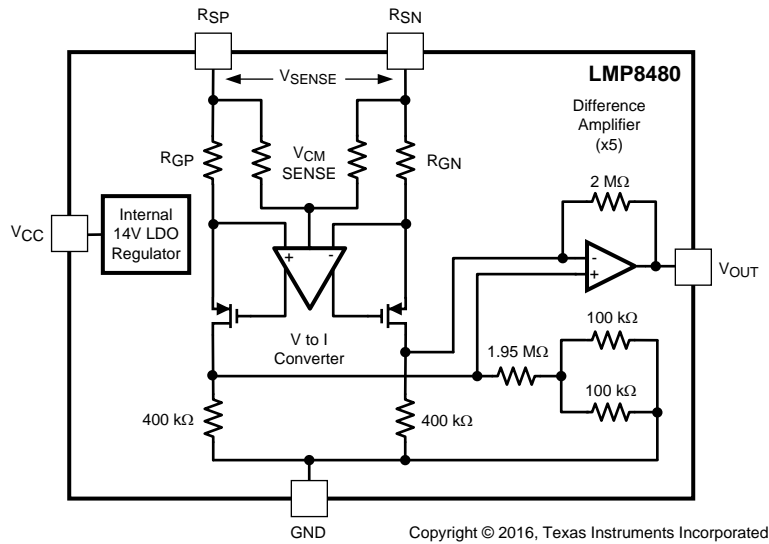 RSP
RSN
VSENSE
LMP8480
Difference
Amplifier
(x5)
RGP
VCM
SENSE
RGN
2 MΩ
VCC
Internal
14V LDO
Regulator
+
-
-
+
VOUT
V to I
Converter
1.95 MΩ
100 kΩ
100 kΩ
400 kΩ
400 kΩ
GND
Copyright © 2016, Texas Instruments Incorporated